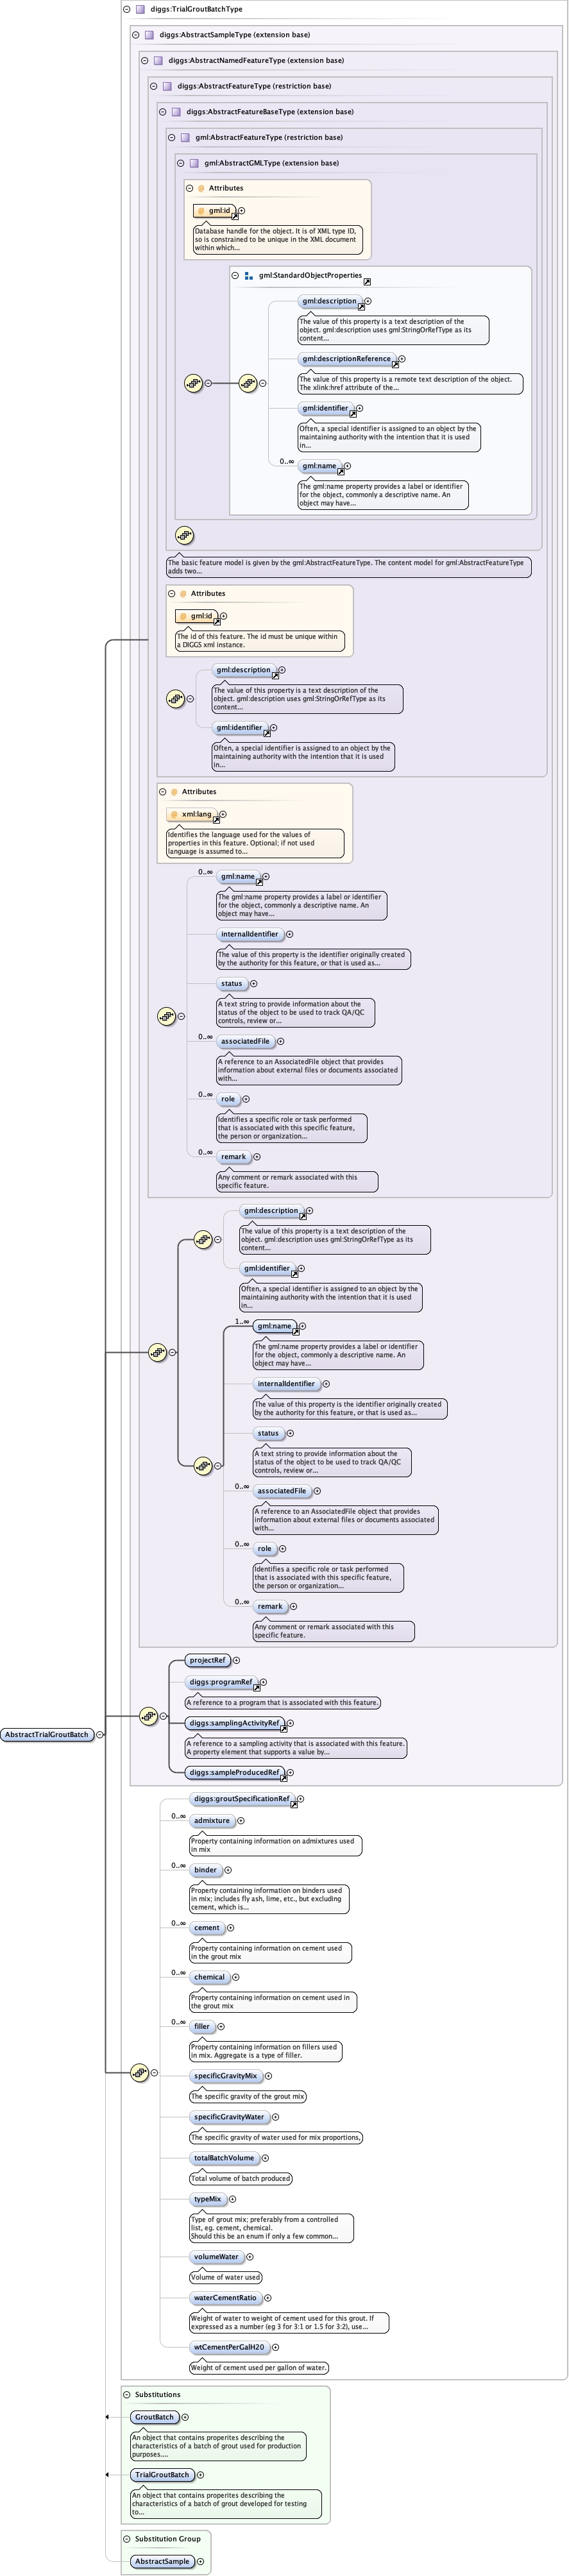 diggs:TrialGroutBatchType
diggs:AbstractSampleType (extension base)
diggs:AbstractNamedFeatureType (extension base)
diggs:AbstractFeatureType (restriction base)
diggs:AbstractFeatureBaseType (extension base)
gml:AbstractFeatureType (restriction base)
gml:AbstractGMLType (extension base)
@ Attributes
gml:id
Database handle for the object. It is of XML type ID,
so is constrained to be unique in the XML document
within which...
gml:StandardObjectProperties
gml:description
The value of this property is a text description of the
object. gml:description uses gml:StringOrRefType as its
content...
gml:descriptionReference
The value of this property is a remote text description of the object.
The xlink:href attribute of the...
gml:identifier
Often, a special identifier is assigned to an object by the
maintaining authority with the intention that it is used
in...
0..∞
gml:name
The gml:name property provides a label or identifier
for the object, commonly a descriptive name. An
object may have...
The basic feature model is given by the gml:AbstractFeatureType. The content model for gml:AbstractFeatureType
adds two...
@ Attributes
gml:id
The id of this feature. The id must be unique within
a DIGGS xml instance.
gml:description
The value of this property is a text description of the
object. gml:description uses gml:StringOrRefType as its
content...
gml:identifier
Often, a special identifier is assigned to an object by the
maintaining authority with the intention that it is used
in...
@ Attributes
xml:lang
Identifies the language used for the values of
properties in this feature. Optional; if not used
language is assumed to...
0..∞
gml:name
The gml:name property provides a label or identifier
for the object, commonly a descriptive name. An
object may have...
internalIdentifier
The value of this property is the identifier originally created
by the authority for this feature, or that is used as...
status
A text string to provide information about the
status of the object to be used to track QA/QC
controls, review or...
0..∞
associatedFile
A reference to an AssociatedFile object that provides
information about external files or documents associated
with...
0..∞
role
Identifies a specific role or task performed
that is associated with this specific feature,
the person or organization...
0..∞
remark
Any comment or remark associated with this
specific feature.
gml:description
The value of this property is a text description of the
object. gml:description uses gml:StringOrRefType as its
content...
gml:identifier
Often, a special identifier is assigned to an object by the
maintaining authority with the intention that it is used
in...
1..∞
gml:name
The gml:name property provides a label or identifier
for the object, commonly a descriptive name. An
object may have...
internalIdentifier
The value of this property is the identifier originally created
by the authority for this feature, or that is used as...
status
A text string to provide information about the
status of the object to be used to track QA/QC
controls, review or...
0..∞
associatedFile
A reference to an AssociatedFile object that provides
information about external files or documents associated
with...
0..∞
role
Identifies a specific role or task performed
that is associated with this specific feature,
the person or organization...
0..∞
remark
Any comment or remark associated with this
specific feature.
projectRef
diggs:programRef
A reference to a program that is associated with this feature.
diggs:samplingActivityRef
A reference to a sampling activity that is associated with this feature.
A property element that supports a value by...
diggs:sampleProducedRef
AbstractTrialGroutBatch
diggs:groutSpecificationRef
0..∞
admixture
Property containing information on admixtures used
in mix
0..∞
binder
Property containing information on binders used
in mix; includes fly ash, lime, etc., but excluding
cement, which is...
0..∞
cement
Property containing information on cement used
in the grout mix
0..∞
chemical
Property containing information on cement used in
the grout mix
0..∞
filler
Property containing information on fillers used
in mix. Aggregate is a type of filler.
specificGravityMix
The specific gravity of the grout mix
specificGravityWater
The specific gravity of water used for mix proportions,
totalBatchVolume
Total volume of batch produced
typeMix
Type of grout mix; preferably from a controlled
list, eg. cement, chemical.
Should this be an enum if only a few common...
volumeWater
Volume of water used
waterCementRatio
Weight of water to weight of cement used for this grout. If
expressed as a number (eg 3 for 3:1 or 1.5 for 3:2), use...
wtCementPerGalH20
Weight of cement used per gallon of water.
Substitutions
GroutBatch
An object that contains properites describing the
characteristics of a batch of grout used for production
purposes....
TrialGroutBatch
An object that contains properites describing the
characteristics of a batch of grout developed for testing
to...
Substitution Group
AbstractSample